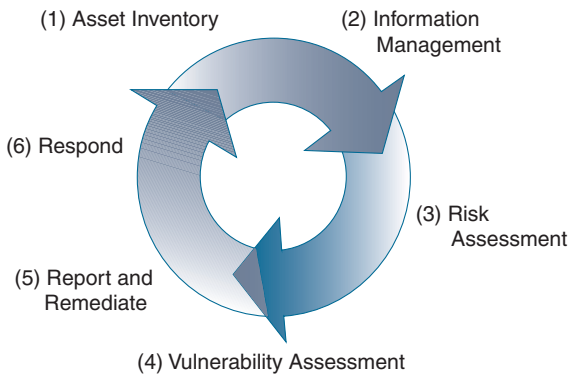 (1) Asset Inventory
(2) Information
Management
(3) Risk
Assessment
(4) Vulnerability Assessment
(5) Report and
Remediate
(6) Respond